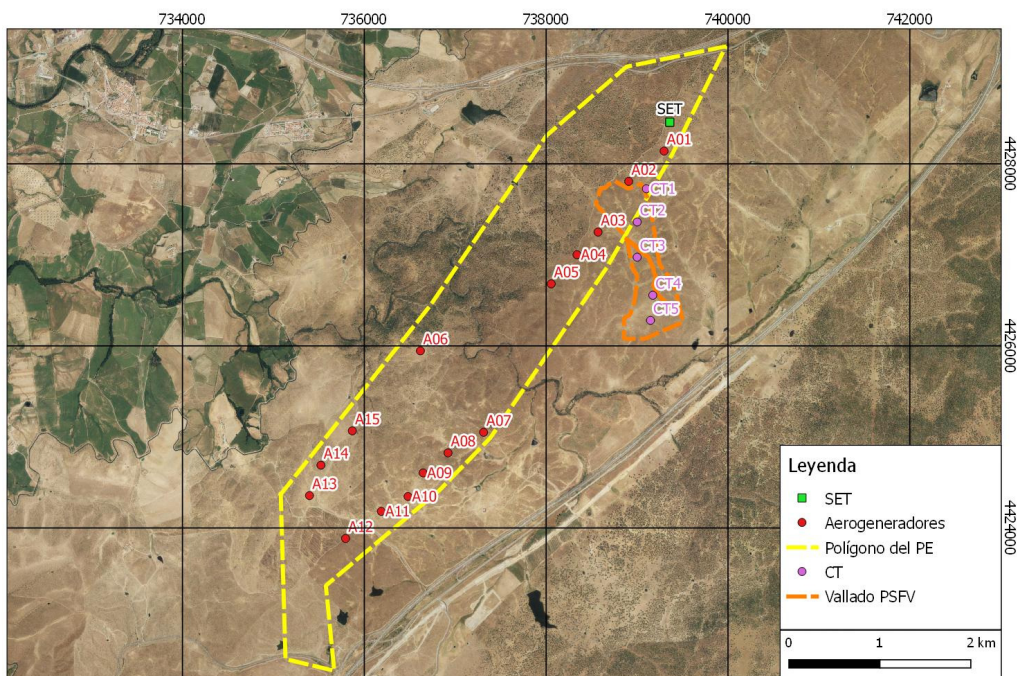 734000
736000
738000
740000
742000
SET
A01
4428000
A02
CT1
CT2
A03
CT3
A04
A05
CT4
CT5
4426000
A06
A15
A07
A08
A14
A09
A13
A10
A11
A12
4424000
Leyenda
SET
Aerogeneradores
Polígono del PE
CT
Vallado PSFV
0 1 2 km